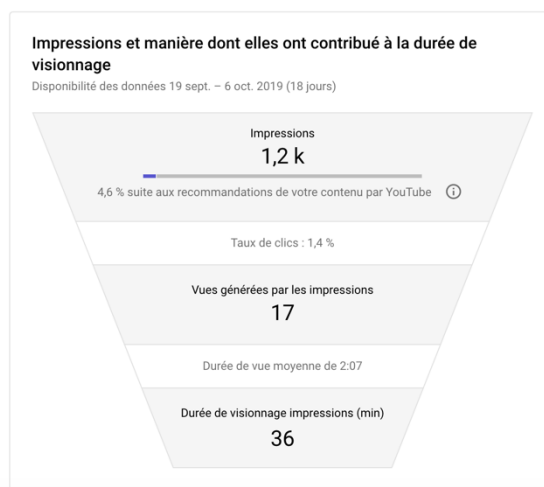 Impressions et manière dont elles ont contribué à la durée de
visionnage
Disponibilité des données 19 sept. – 6 oct. 2019 (18 jours)
Impressions
1,2 k
4,6 % suite aux recommandations de votre contenu par YouTube
Taux de clics : 1,4 %
Vues générées par les impressions
17
Durée de vue moyenne de 2:07
Durée de visionnage impressions (min)
36